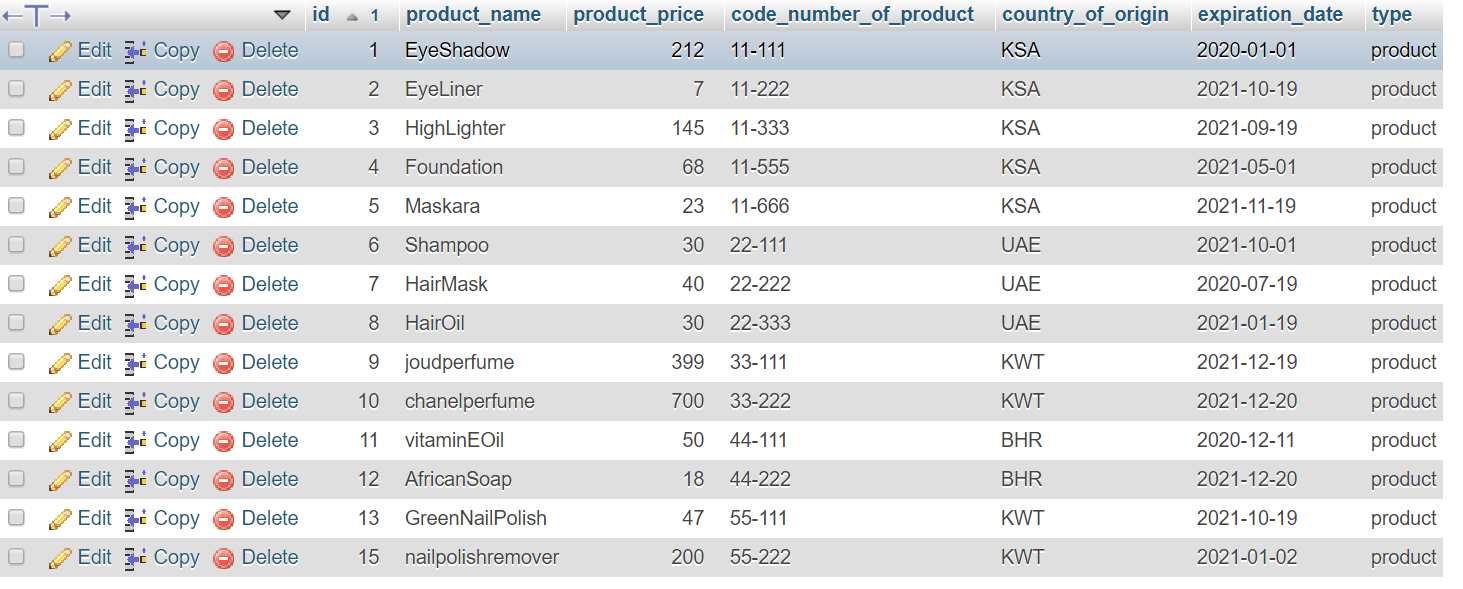 id 1 product_name product_price code_number_of_product country_of_origin expiration_date type
Edit Copy Delete 1 EyeShadow 212 11-111 KSA 2020-01-01 product
Edit Copy Delete 2 EyeLiner 7 11-222 KSA 2021-10-19 product
Edit Copy Delete 3 HighLighter 145 11-333 KSA 2021-09-19 product
Edit Copy Delete 4 Foundation 68 11-555 KSA 2021-05-01 product
Edit Copy Delete 5 Maskara 23 11-666 KSA 2021-11-19 product
Edit Copy Delete 6 Shampoo 30 22-111 UAE 2021-10-01 product
Edit Copy Delete 7 HairMask 40 22-222 UAE 2020-07-19 product
Edit Copy Delete 8 HairOil 30 22-333 UAE 2021-01-19 product
Edit Copy Delete 9 joudperfume 399 33-111 KWT 2021-12-19 product
Edit Copy Delete 10 chanelperfume 700 33-222 KWT 2021-12-20 product
Edit Copy Delete 11 vitaminEOil 50 44-111 BHR 2020-12-11 product
Edit Copy Delete 12 AfricanSoap 18 44-222 BHR 2021-12-20 product
Edit Copy Delete 13 GreenNailPolish 47 55-111 KWT 2021-10-19 product
Edit Copy Delete 15 nailpolishremover 200 55-222 KWT 2021-01-02 product